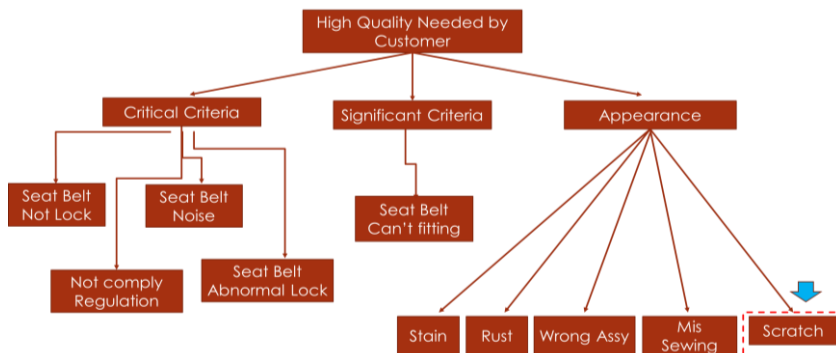 High Quality Needed by
Customer
Critical Criteria
Significant Criteria
Appearance
Seat Belt
Not Lock
Seat Belt
Noise
Seat Belt
Can't fitting
Not comply
Regulation
Seat Belt
Abnormal Lock
Stain
Rust
Wrong Assy
Mis
Sewing
Scratch